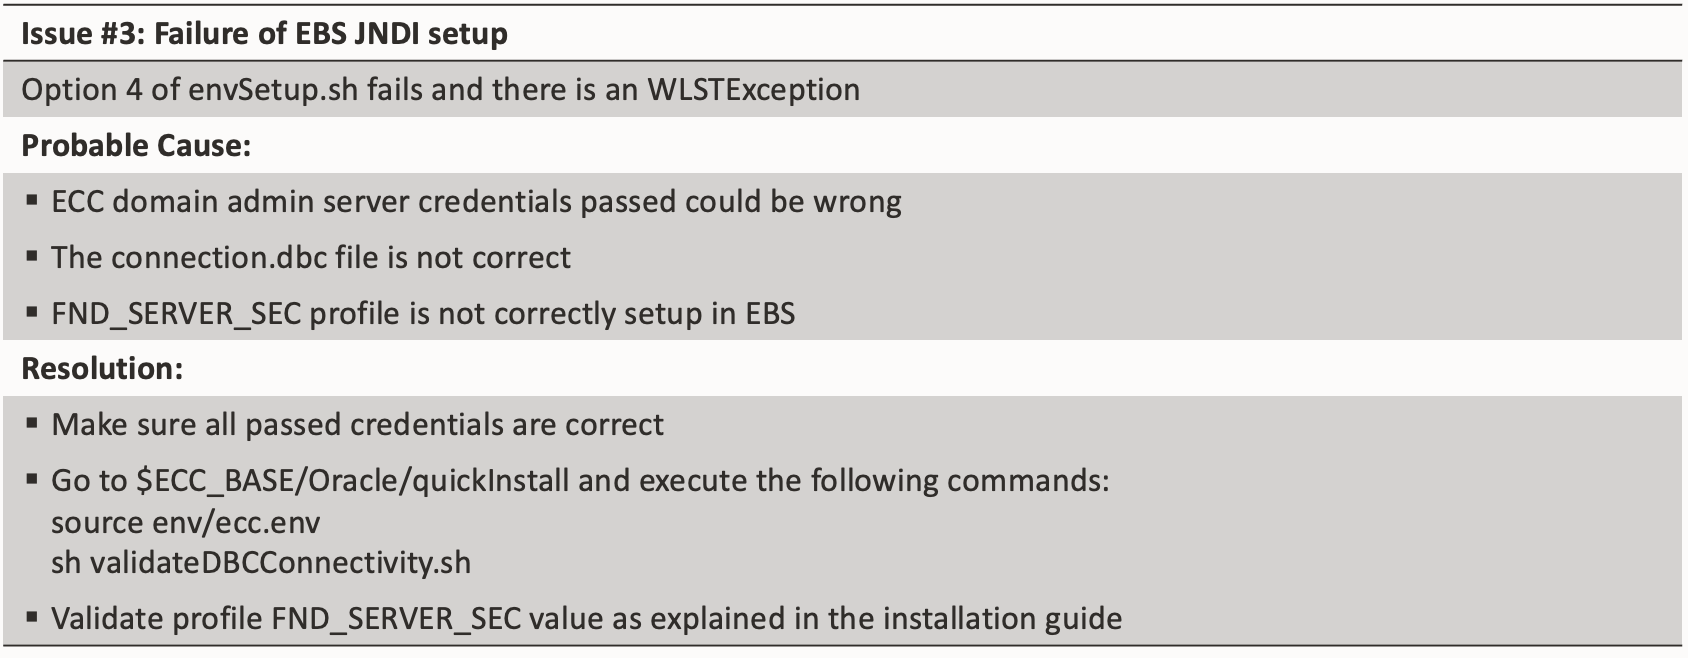 Issue #3: Failure of EBS JNDI setup
Option 4 of envSetup.sh fails and there is an WLSTException
Probable Cause:
▪ ECC domain admin server credentials passed could be wrong
▪ The connection.dbc file is not correct
▪ FND_SERVER_SEC profile is not correctly setup in EBS
Resolution:
▪ Make sure all passed credentials are correct
▪ Go to $ECC_BASE/Oracle/quickInstall and execute the following commands:
source env/ecc.env
sh validateDBCConnectivity.sh
▪ Validate profile FND_SERVER_SEC value as explained in the installation guide